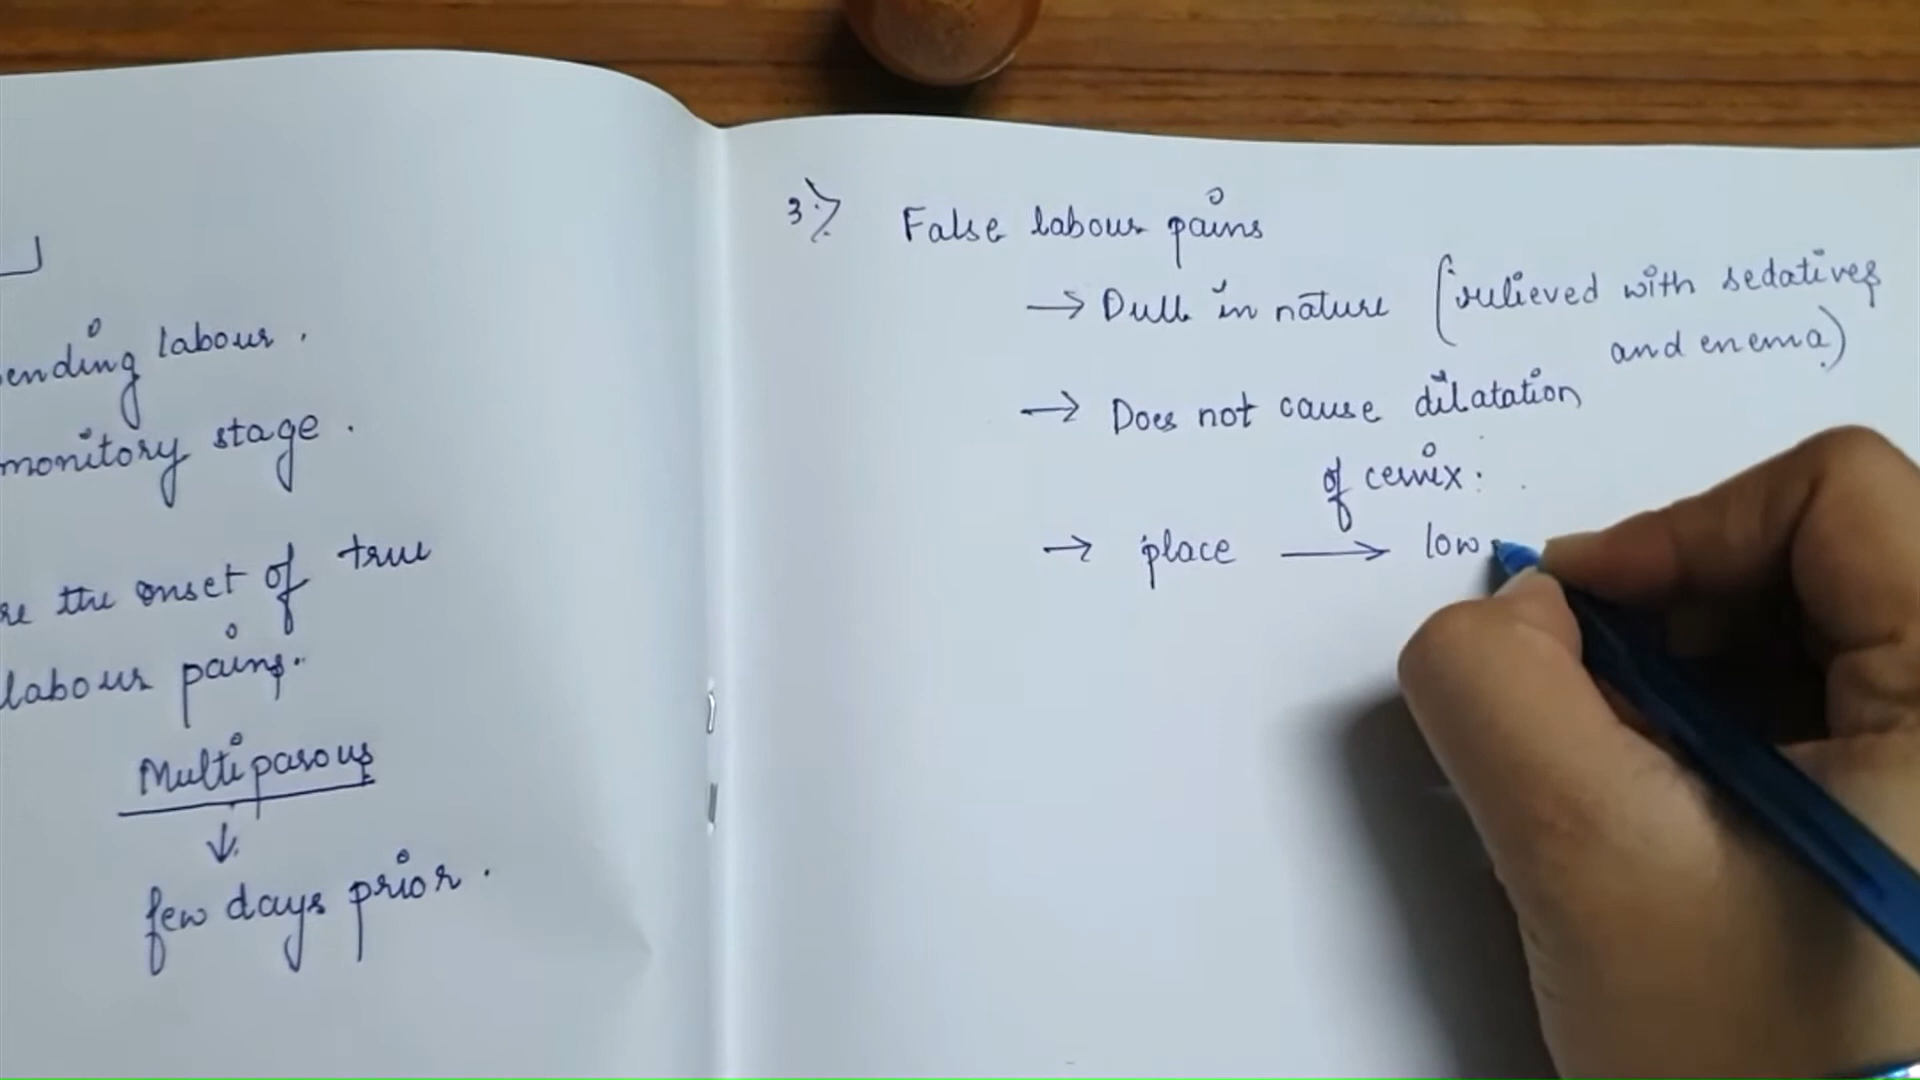 ending labour.
monitory stage.
re the onset of true
labour pains.
Multiparous
↓
few days prior.
3.) False labour pains
→ Dull in nature (relieved with sedatives
and enema)
→ Does not cause dilatation
of cervix.
→ place → low